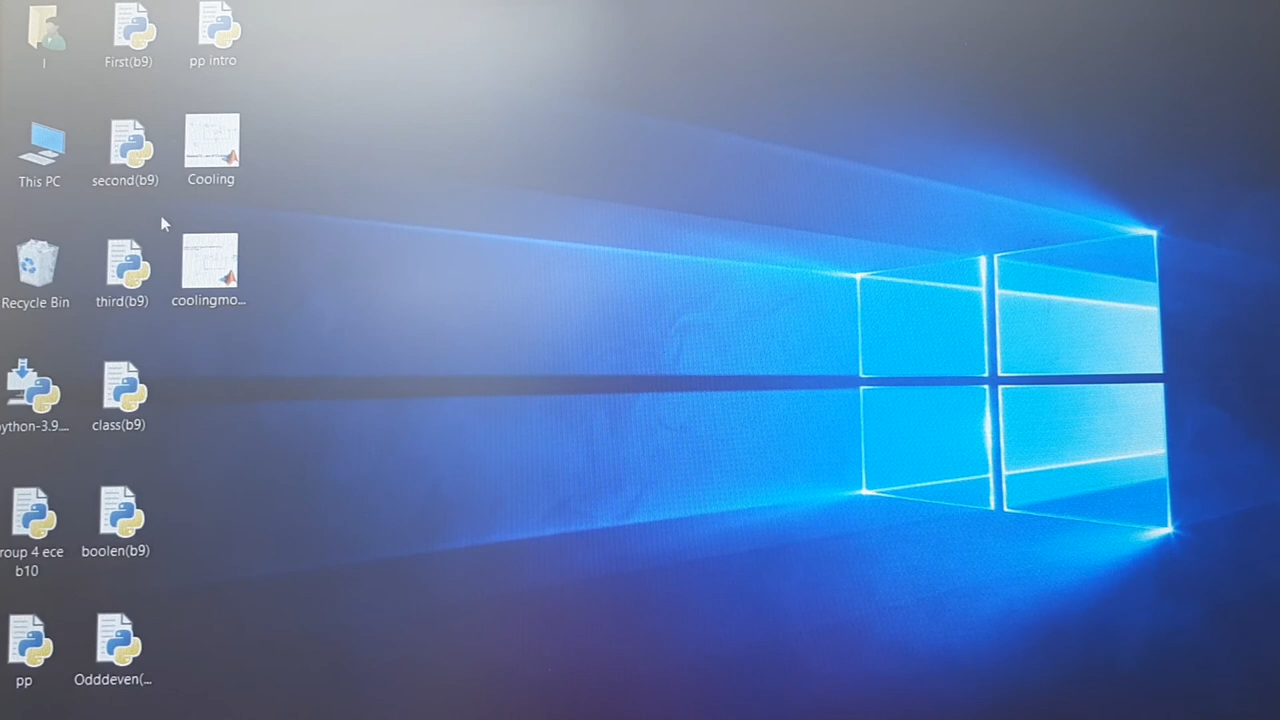 I
First(b9)
pp intro
This PC
second(b9)
Cooling
Recycle Bin
third(b9)
coolingmo...
ython-3.9....
class(b9)
roup 4 ece
b10
boolen(b9)
pp
Odddeven(...